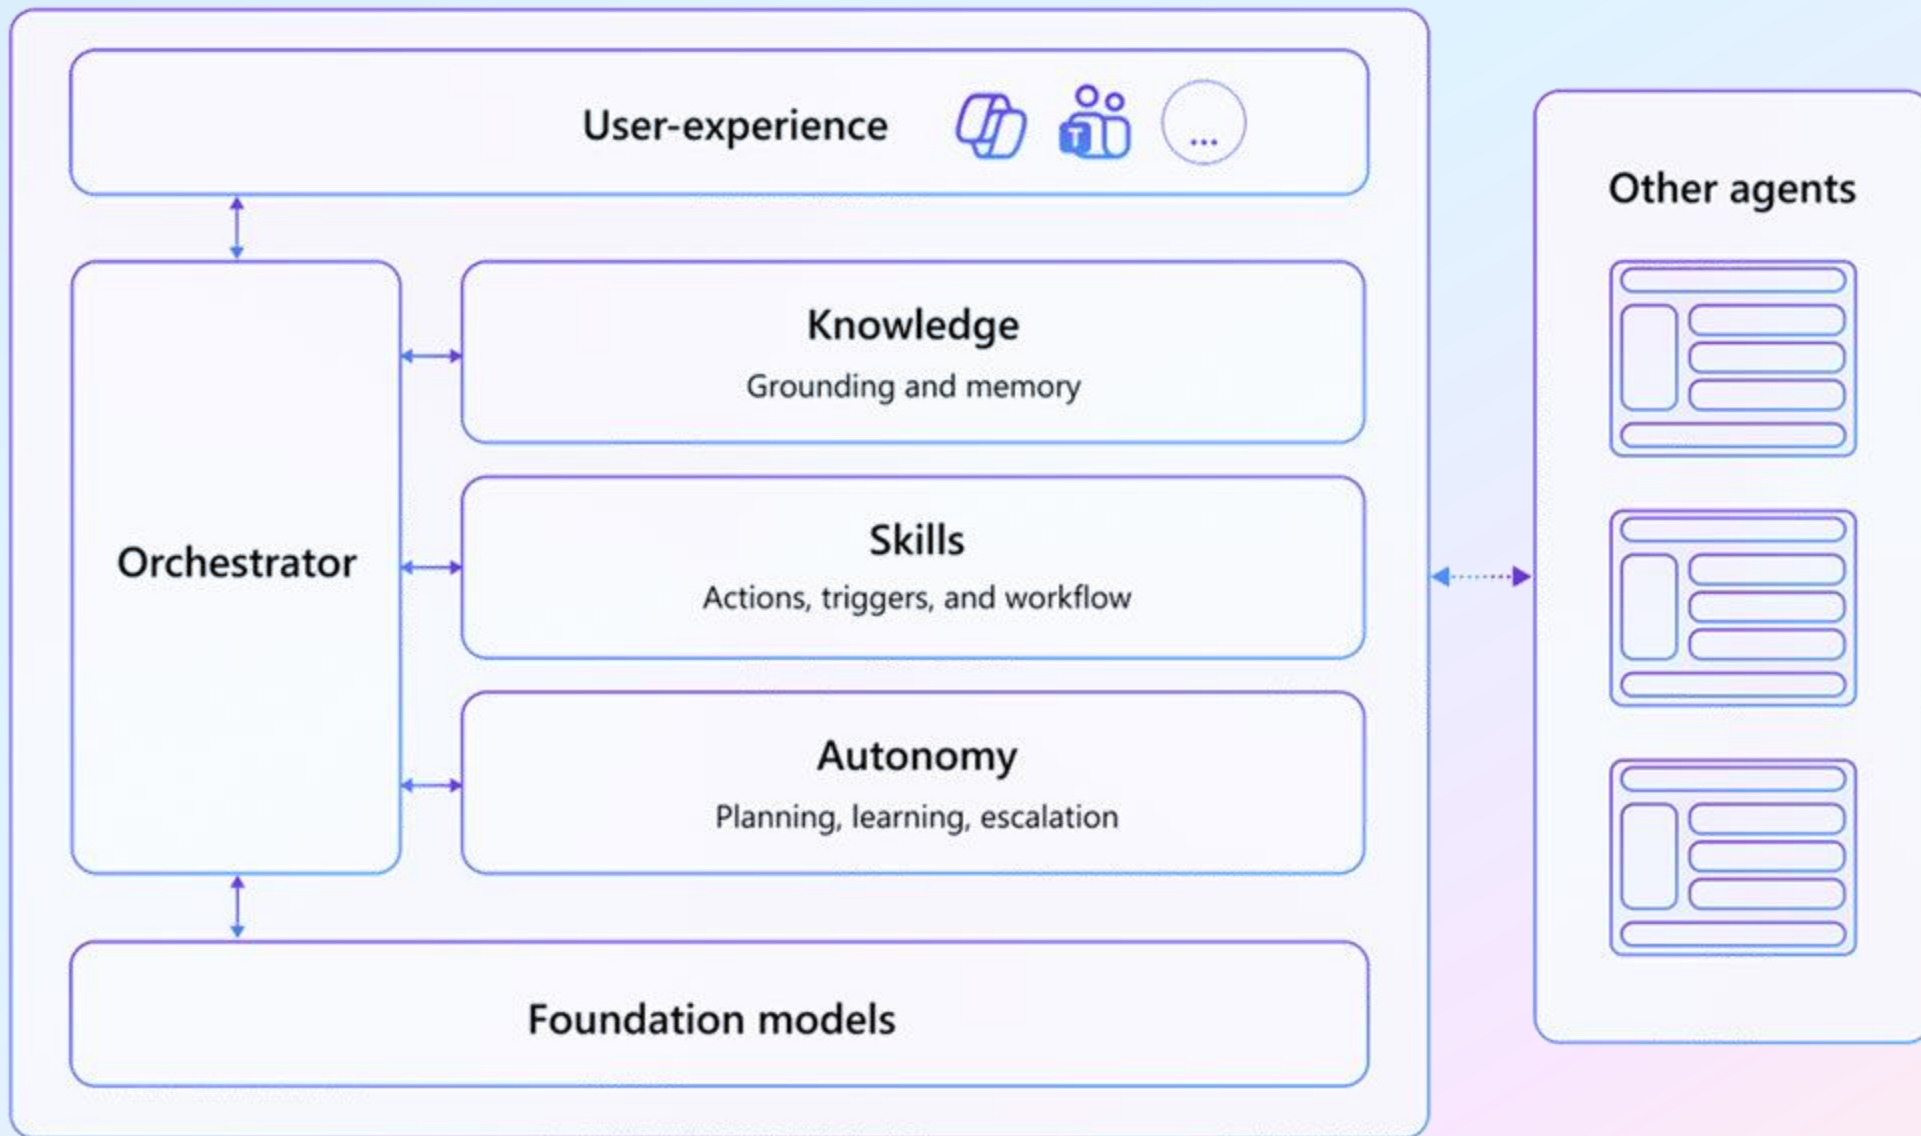 User-experience
T
...
Other agents
Knowledge
Grounding and memory
Orchestrator
Skills
Actions, triggers, and workflow
Autonomy
Planning, learning, escalation
Foundation models